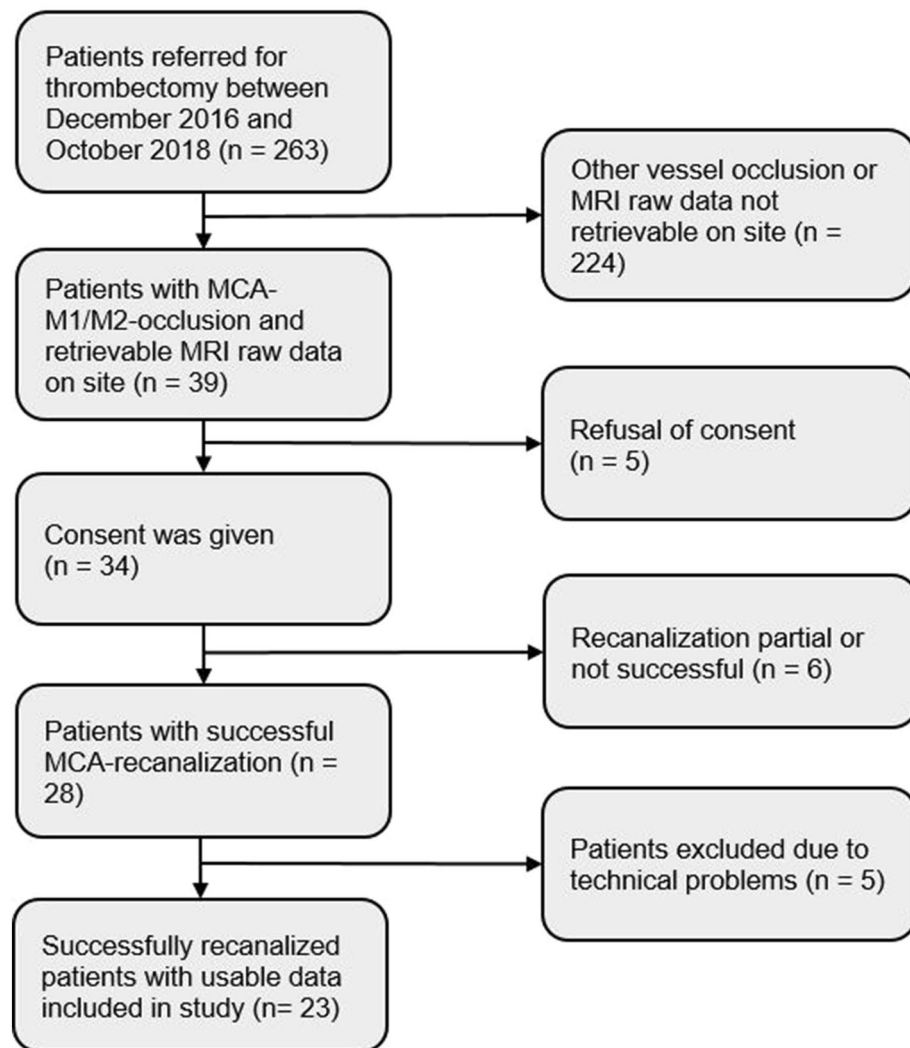 Patients referred for
thrombectomy between
December 2016 and
October 2018 (n = 263)
Other vessel occlusion or
MRI raw data not
retrievable on site (n =
224)
Patients with MCA-
M1/M2-occlusion and
retrievable MRI raw data
on site (n = 39)
Refusal of consent
(n = 5)
Consent was given
(n = 34)
Recanalization partial or
not successful (n = 6)
Patients with successful
MCA-recanalization (n =
28)
Patients excluded due to
technical problems (n = 5)
Successfully recanalized
patients with usable data
included in study (n= 23)